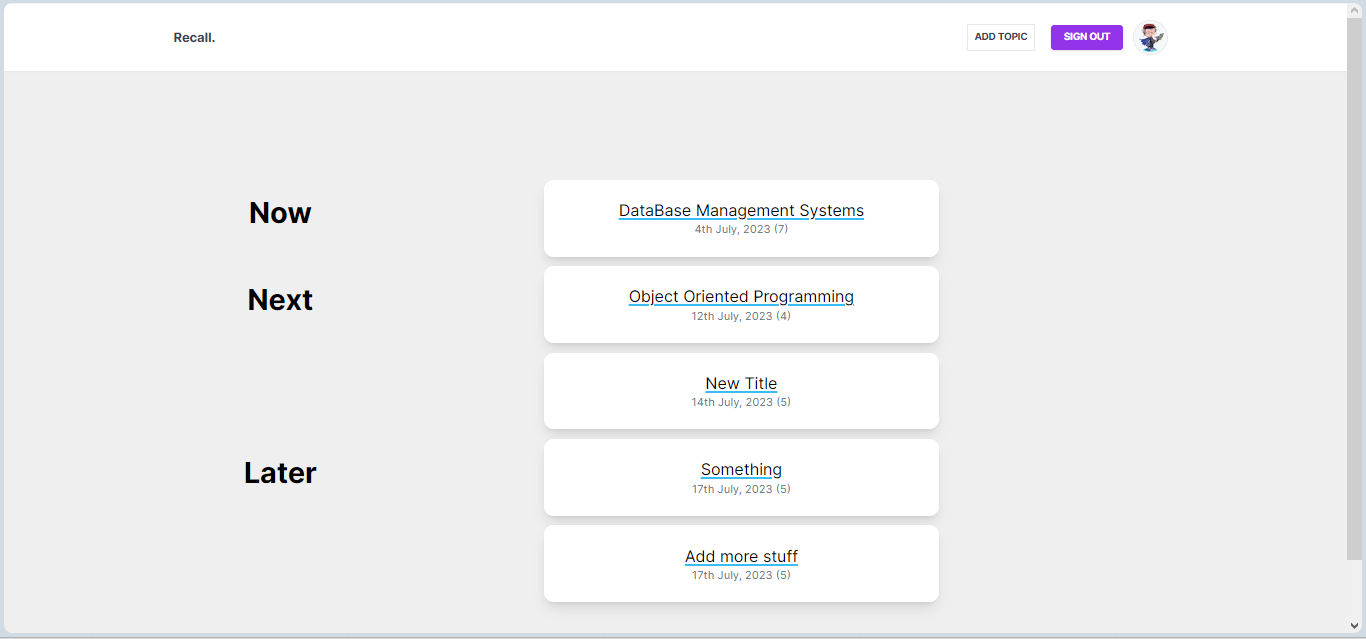 Recall.
ADD TOPIC
SIGN OUT
Now
DataBase Management Systems
4th July, 2023 (7)
Next
Object Oriented Programming
12th July, 2023 (4)
New Title
14th July, 2023 (5)
Later
Something
17th July, 2023 (5)
Add more stuff
17th July, 2023 (5)